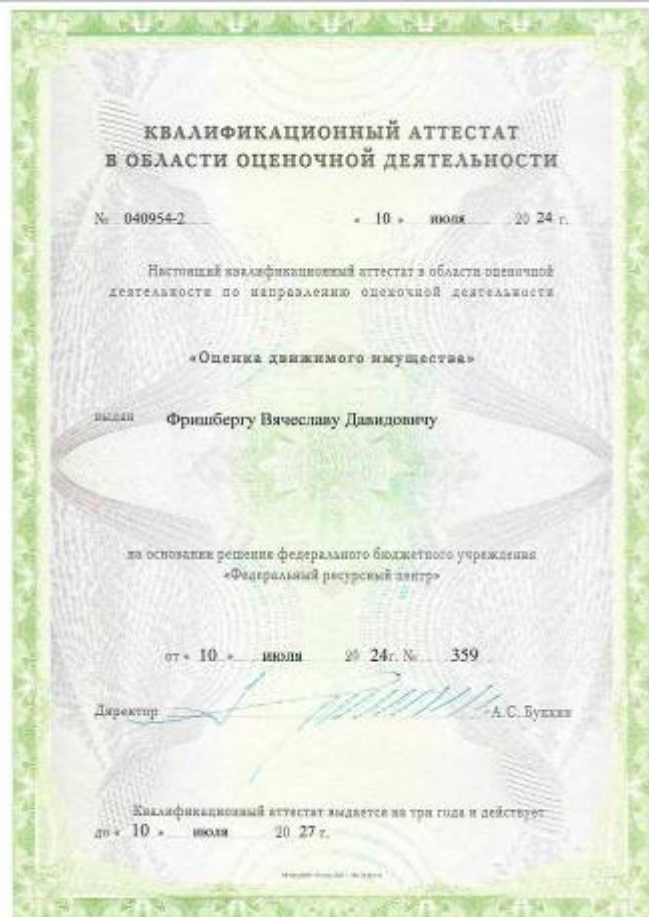 КВАЛИФИКАЦИОННЫЙ АТТЕСТАТ
В ОБЛАСТИ ОЦЕНОЧНОЙ ДЕЯТЕЛЬНОСТИ
№ 040954-2 « 10 » июля 20 24 г.
Настоящий квалификационный аттестат в области оценочной
деятельности по направлению оценочной деятельности
«Оценка движимого имущества»
выдан Фришбергу Вячеславу Давидовичу
на основании решения федерального бюджетного учреждения
«Федеральный ресурсный центр»
от « 10 » июля 20 24г. № 359
Директор А.С. Бункин
Квалификационный аттестат выдается на три года и действует
до « 10 » июля 20 27 г.